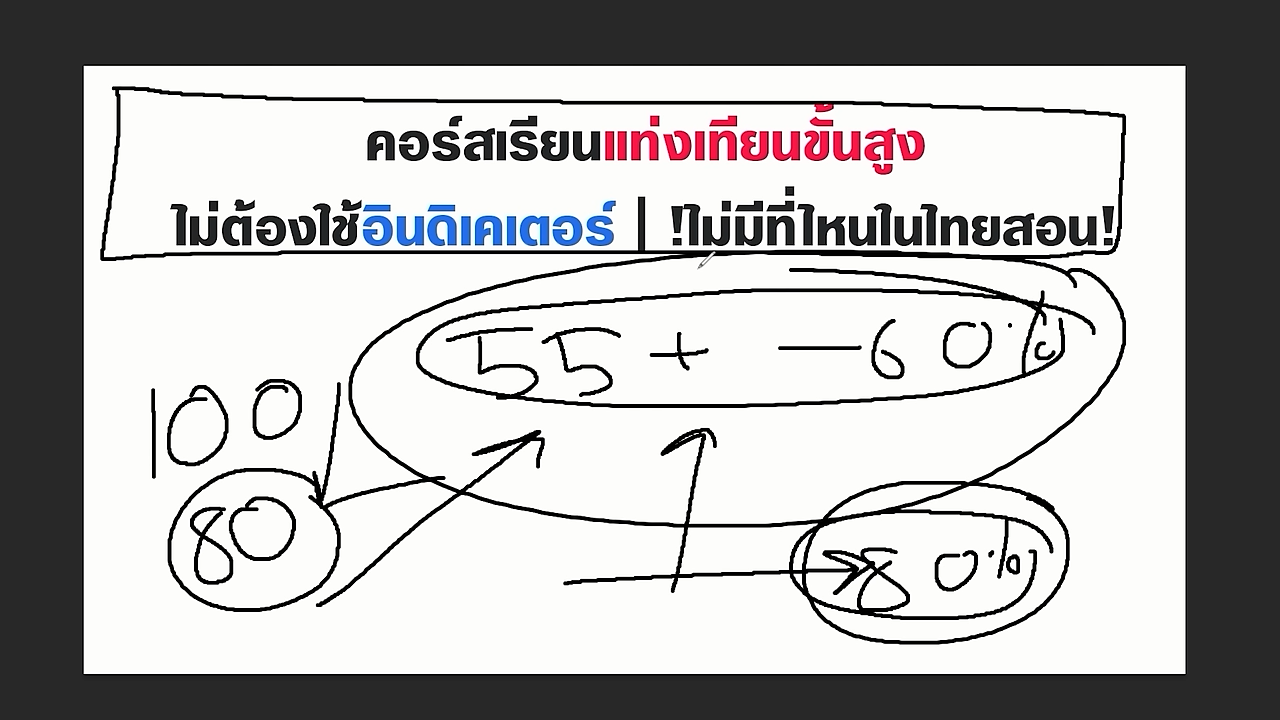 คอร์สเรียนแท่งเทียนขั้นสูง
ไม่ต้องใช้อินดิเคเตอร์ | !ไม่มีที่ไหนในไทยสอน!
55+ — 60%
100
80
80%